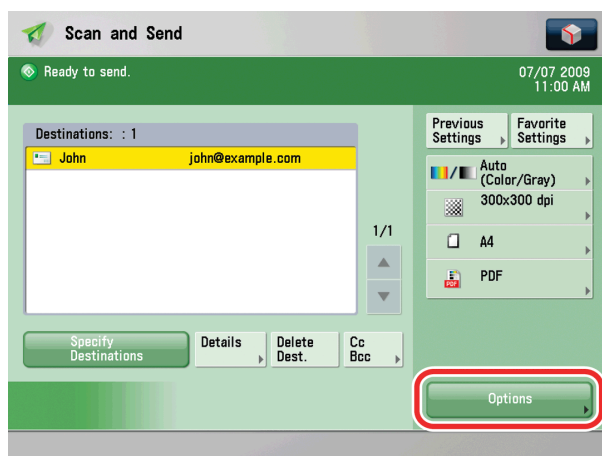 Scan and Send
Ready to send.
07/07 2009
11:00 AM
Destinations: : 1
John john@example.com
1/1
Specify
Destinations
Details
Delete
Dest.
Cc
Bcc
Previous
Settings
Favorite
Settings
Auto
(Color/Gray)
300x300 dpi
A4
PDF
PDF
Options